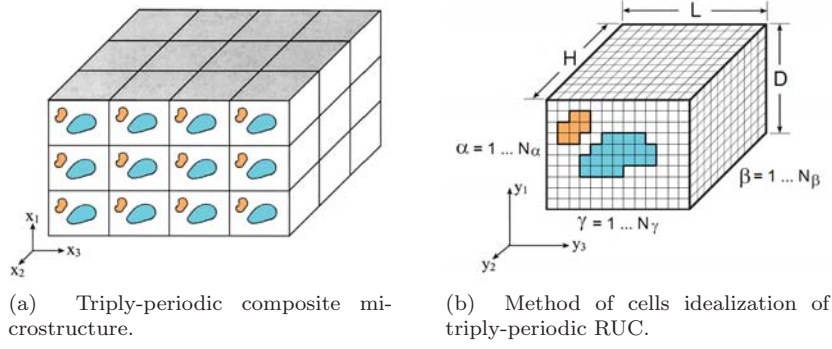 x₁
x₃
x₂
L
H
D
α = 1 ... Nα
β = 1 ... Nβ
γ = 1 ... Nγ
y₁
y₃
y₂
(a) Triply-periodic composite mi-
crostructure.
(b) Method of cells idealization of
triply-periodic RUC.